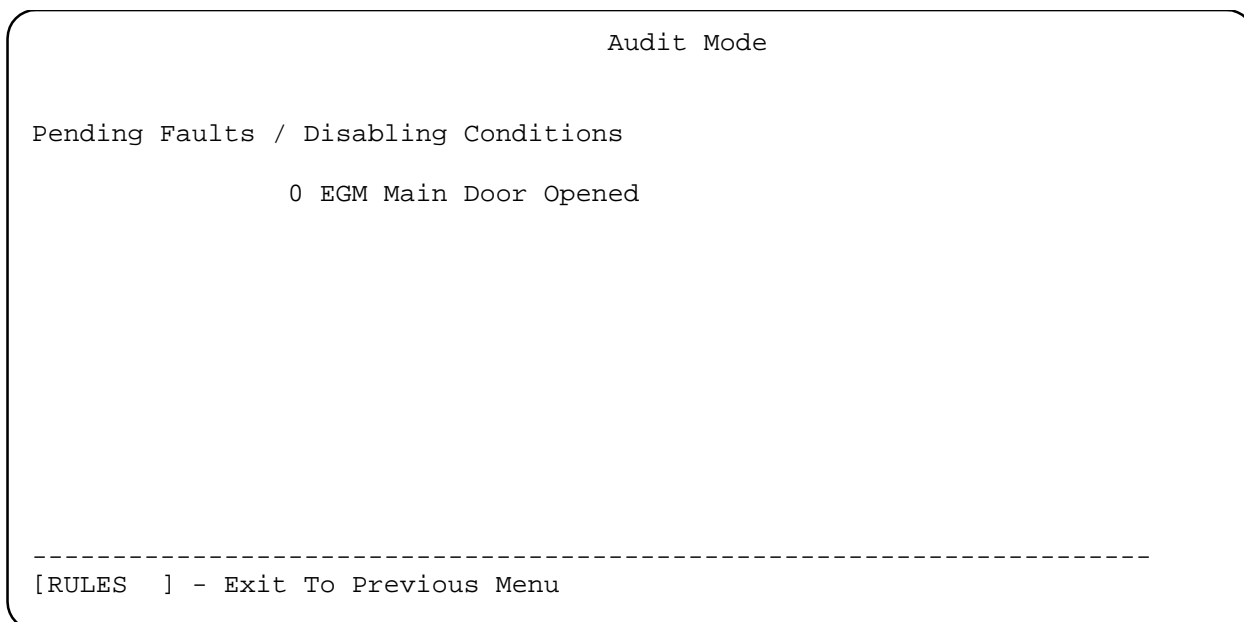 Audit Mode
Pending Faults / Disabling Conditions
0 EGM Main Door Opened
----------------------------------------------------------------------
[RULES  ] - Exit To Previous Menu